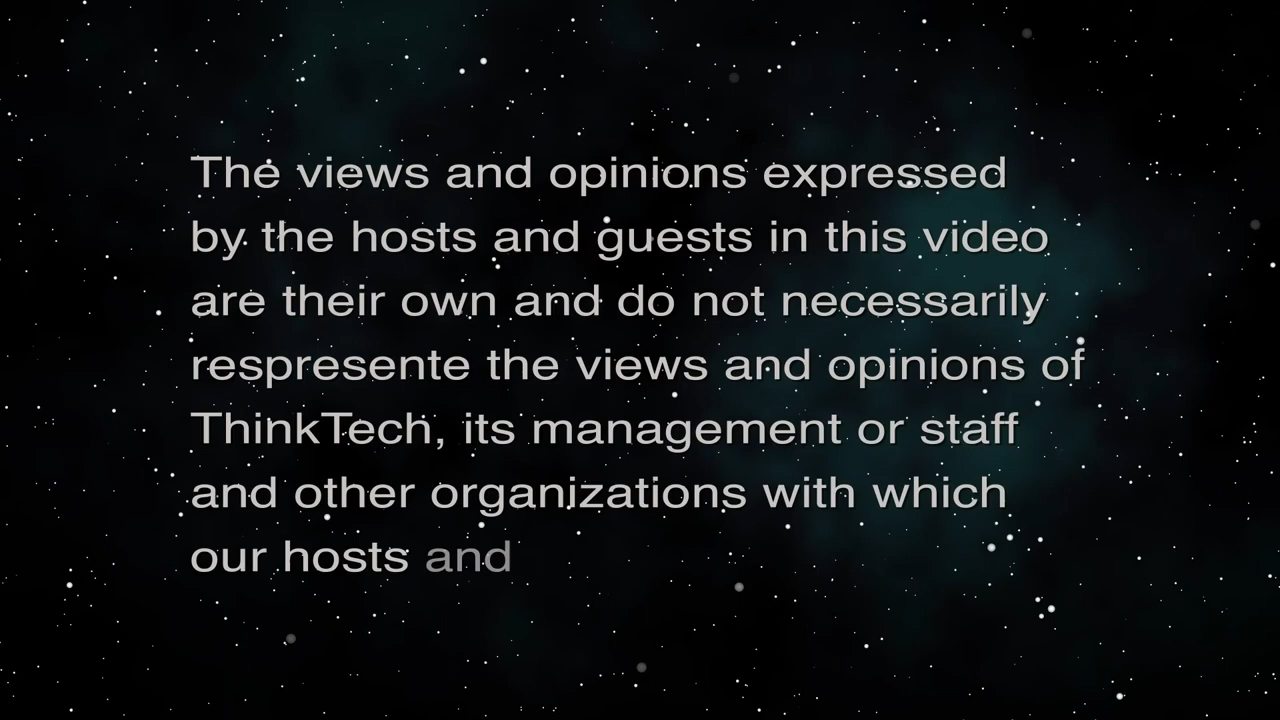 The views and opinions expressed
by the hosts and guests in this video
are their own and do not necessarily
respresente the views and opinions of
ThinkTech, its management or staff
and other organizations with which
our hosts and